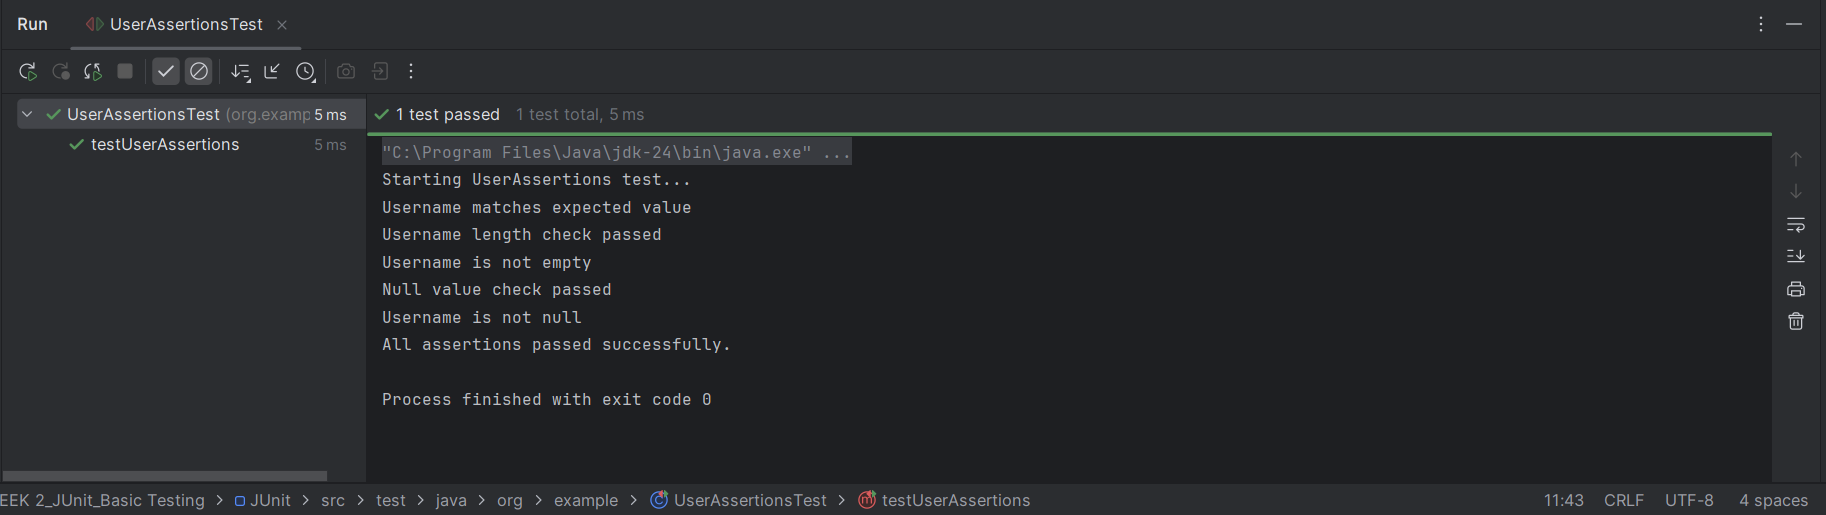 Run UserAssertionsTest
UserAssertionsTest (org.examp 5 ms
testUserAssertions 5 ms
1 test passed 1 test total, 5 ms
"C:\Program Files\Java\jdk-24\bin\java.exe" ...
Starting UserAssertions test...
Username matches expected value
Username length check passed
Username is not empty
Null value check passed
Username is not null
All assertions passed successfully.
Process finished with exit code 0
EEK 2_JUnit_Basic Testing > JUnit > src > test > java > org > example > UserAssertionsTest > testUserAssertions 11:43 CRLF UTF-8 4 spaces